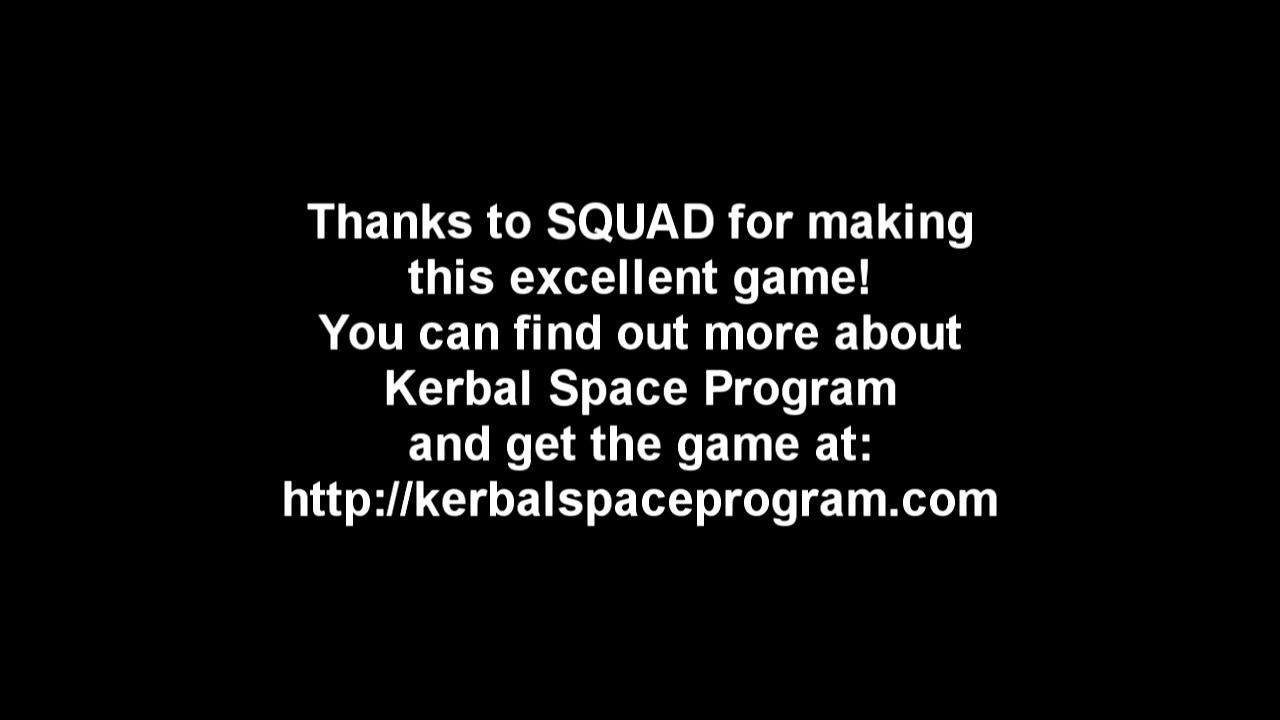 Thanks to SQUAD for making
this excellent game!
You can find out more about
Kerbal Space Program
and get the game at:
http://kerbalspaceprogram.com